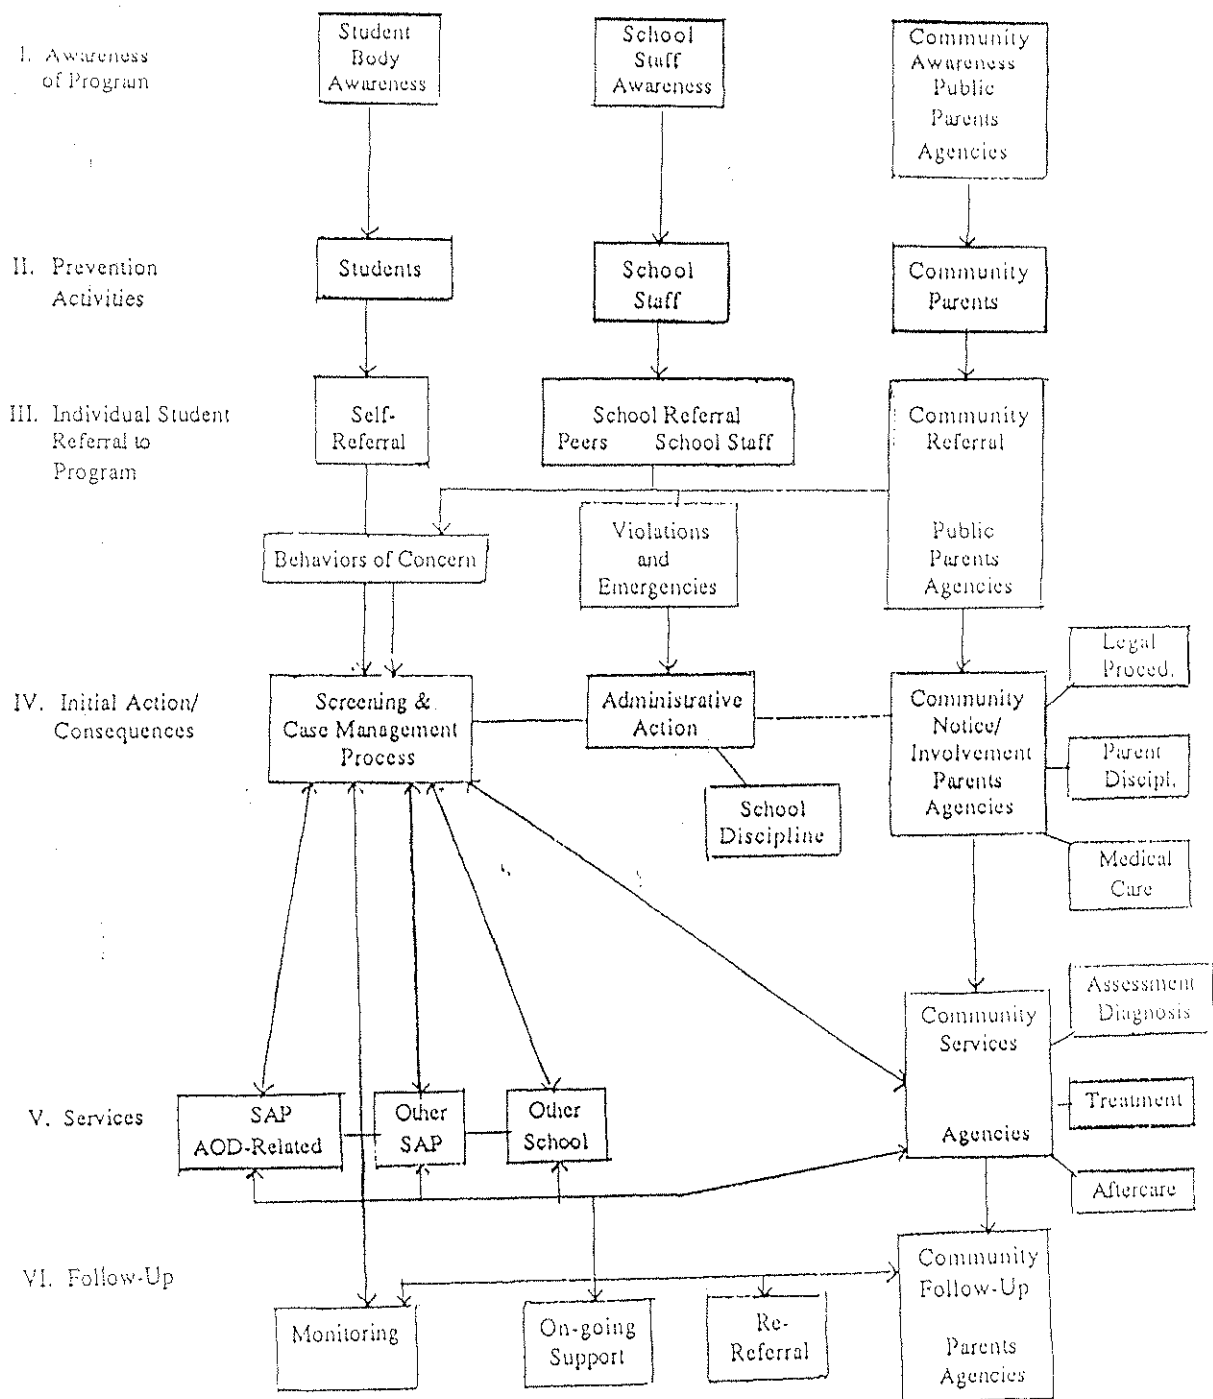 I. Awareness
of Program
Student
Body
Awareness
School
Staff
Awareness
Community
Awareness
Public
Parents
Agencies
II. Prevention
Activities
Students
School
Staff
Community
Parents
III. Individual Student
Referral to
Program
Self-
Referral
School Referral
Peers School Staff
Community
Referral
Public
Parents
Agencies
Behaviors of Concern
Violations
and
Emergencies
IV. Initial Action/
Consequences
Screening &
Case Management
Process
Administrative
Action
School
Discipline
Community
Notice/
Involvement
Parents
Agencies
Legal
Proced.
Parent
Discipl.
Medical
Care
V. Services
SAP
AOD-Related
Other
SAP
Other
School
Community
Services
Agencies
Assessment
Diagnosis
Treatment
Aftercare
VI. Follow-Up
Monitoring
On-going
Support
Re-
Referral
Community
Follow-Up
Parents
Agencies